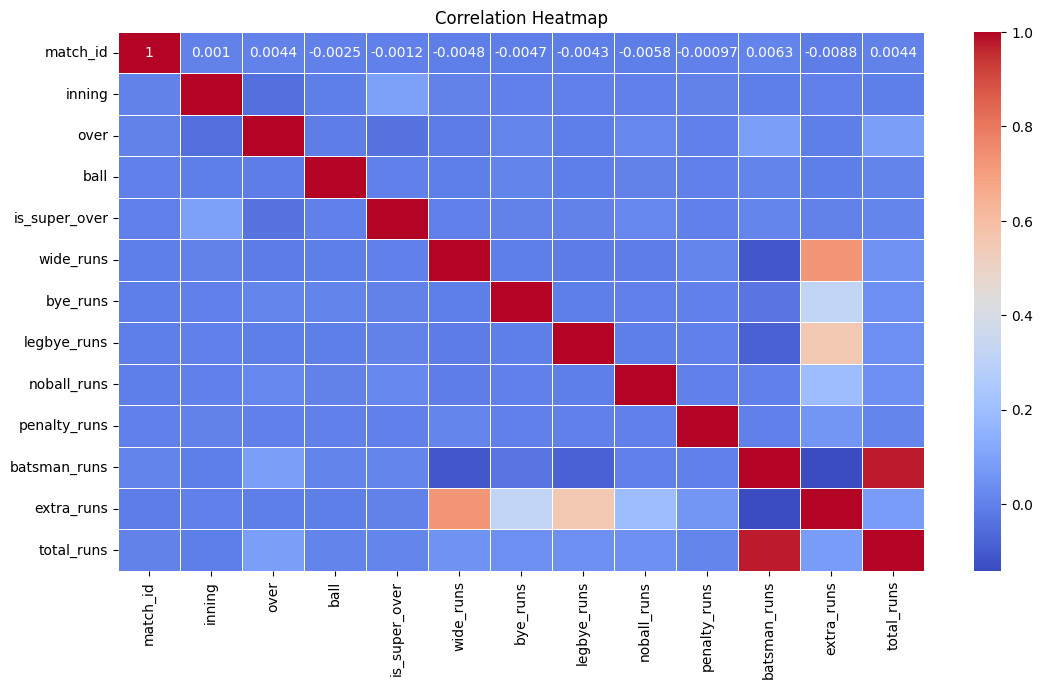 Correlation Heatmap
match_id 1 0.001 0.0044 -0.0025 -0.0012 -0.0048 -0.0047 -0.0043 -0.0058 -0.00097 0.0063 -0.0088 0.0044
inning
over
ball
is_super_over
wide_runs
bye_runs
legbye_runs
noball_runs
penalty_runs
batsman_runs
extra_runs
total_runs
match_id inning over ball is_super_over wide_runs bye_runs legbye_runs noball_runs penalty_runs batsman_runs extra_runs total_runs
1.0
0.8
0.6
0.4
0.2
0.0